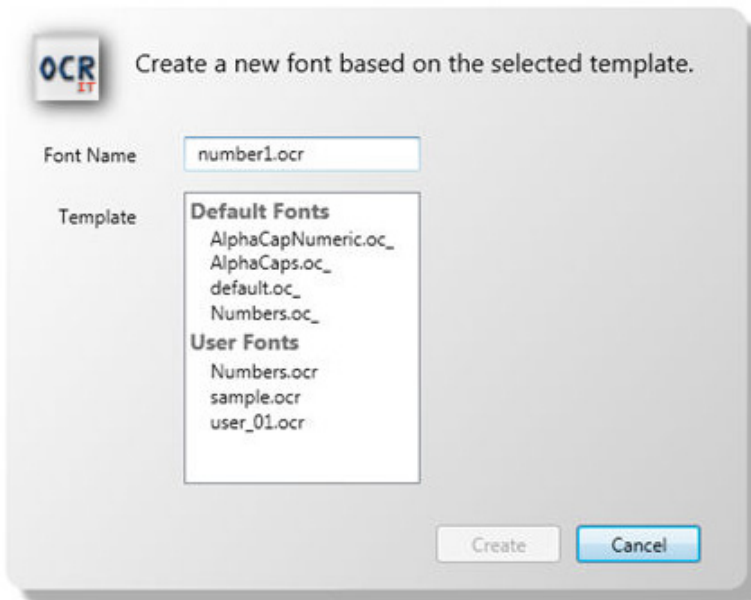 OCR
IT
Create a new font based on the selected template.
Font Name
number1.ocr
Template
Default Fonts
AlphaCapNumeric.oc_
AlphaCaps.oc_
default.oc_
Numbers.oc_
User Fonts
Numbers.ocr
sample.ocr
user_01.ocr
Create
Cancel